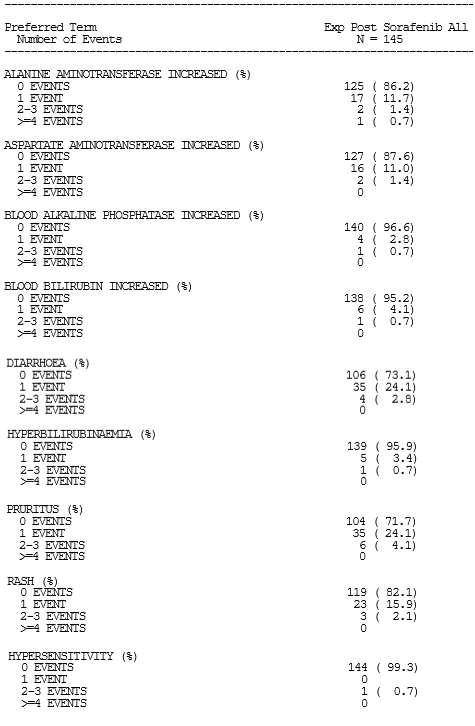 Preferred Term Exp Post Sorafenib All
Number of Events N = 145
ALANINE AMINOTRANSFERASE INCREASED (%)
0 EVENTS 125 ( 86.2)
1 EVENT 17 ( 11.7)
2-3 EVENTS 2 ( 1.4)
>=4 EVENTS 1 ( 0.7)
ASPARTATE AMINOTRANSFERASE INCREASED (%)
0 EVENTS 127 ( 87.6)
1 EVENT 16 ( 11.0)
2-3 EVENTS 2 ( 1.4)
>=4 EVENTS 0
BLOOD ALKALINE PHOSPHATASE INCREASED (%)
0 EVENTS 140 ( 96.6)
1 EVENT 4 ( 2.8)
2-3 EVENTS 1 ( 0.7)
>=4 EVENTS 0
BLOOD BILIRUBIN INCREASED (%)
0 EVENTS 138 ( 95.2)
1 EVENT 6 ( 4.1)
2-3 EVENTS 1 ( 0.7)
>=4 EVENTS 0
DIARRHOEA (%)
0 EVENTS 106 ( 73.1)
1 EVENT 35 ( 24.1)
2-3 EVENTS 4 ( 2.8)
>=4 EVENTS 0
HYPERBILIRUBINAEMIA (%)
0 EVENTS 139 ( 95.9)
1 EVENT 5 ( 3.4)
2-3 EVENTS 1 ( 0.7)
>=4 EVENTS 0
PRURITUS (%)
0 EVENTS 104 ( 71.7)
1 EVENT 35 ( 24.1)
2-3 EVENTS 6 ( 4.1)
>=4 EVENTS 0
RASH (%)
0 EVENTS 119 ( 82.1)
1 EVENT 23 ( 15.9)
2-3 EVENTS 3 ( 2.1)
>=4 EVENTS 0
HYPERSENSITIVITY (%)
0 EVENTS 144 ( 99.3)
1 EVENT 0
2-3 EVENTS 1 ( 0.7)
>=4 EVENTS 0